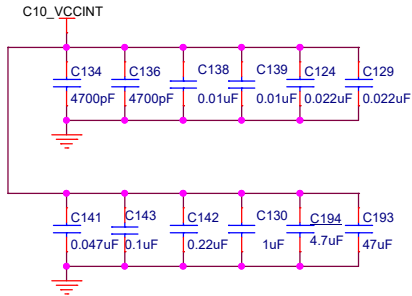 C10_VCCINT
C134 C136 C138 C139 C124 C129
4700pF 4700pF 0.01uF 0.01uF 0.022uF 0.022uF
C141 C143 C142 C130 C194 C193
0.047uF 0.1uF 0.22uF 1uF 4.7uF 47uF